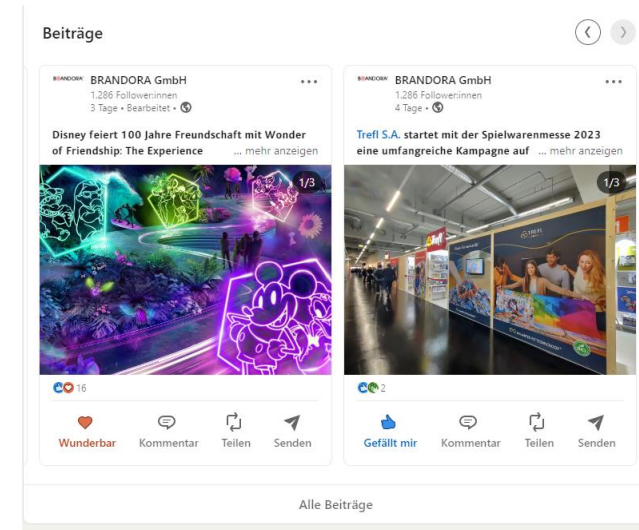 Beiträge
BRANDORA
BRANDORA GmbH
1.286 Follower:innen
3 Tage • Bearbeitet •
Disney feiert 100 Jahre Freundschaft mit Wonder
of Friendship: The Experience ... mehr anzeigen
1/3
16
Wunderbar
Kommentar
Teilen
Senden
BRANDORA
BRANDORA GmbH
1.286 Follower:innen
4 Tage •
Trefl S.A. startet mit der Spielwarenmesse 2023
eine umfangreiche Kampagne auf ... mehr anzeigen
1/3
Trefl
TREFL
2
Gefällt mir
Kommentar
Teilen
Senden
Alle Beiträge